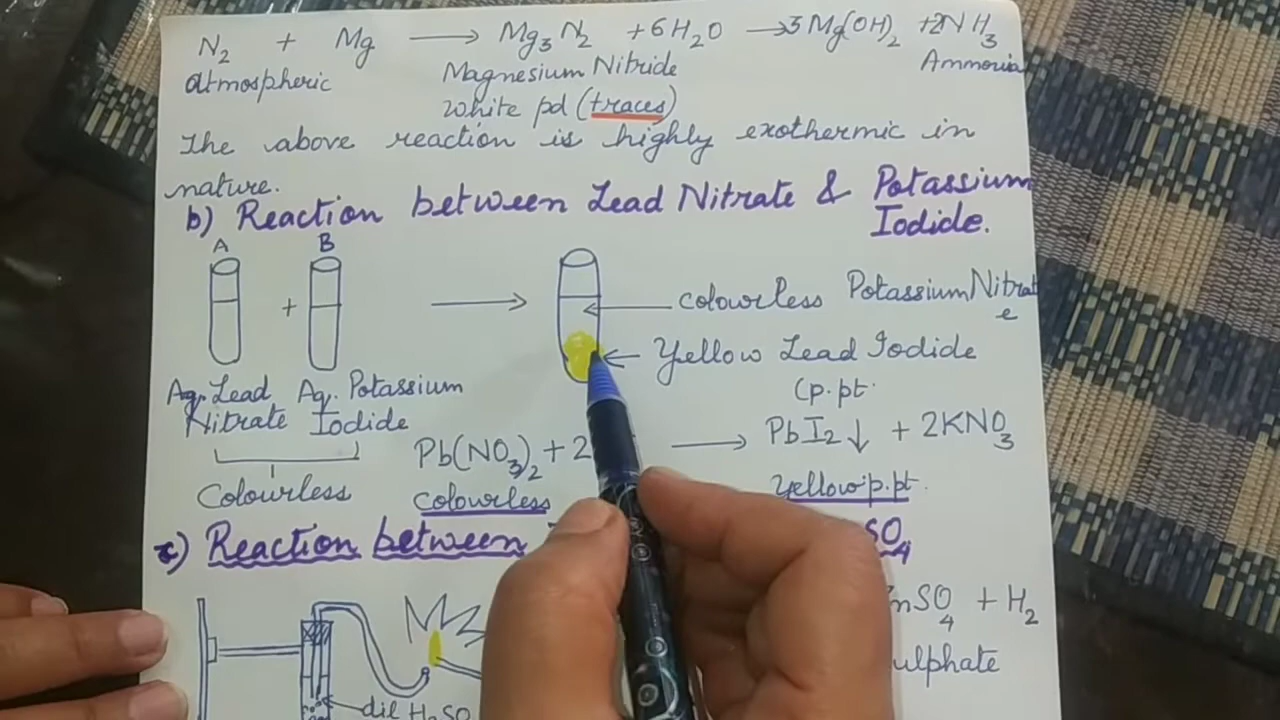 N₂ + Mg → Mg₃N₂ + 6H₂O → 3Mg(OH)₂ + 2NH₃
Atmospheric Magnesium Nitride Ammonia
White pd (traces)
The above reaction is highly exothermic in
nature.
b) Reaction between Lead Nitrate & Potassium
Iodide.
A B
+ → colourless Potassium Nitrate
Yellow Lead Iodide
(p.pt.
Aq. Lead Aq. Potassium
Nitrate Iodide
Pb(NO₃)₂ + 2 → PbI₂↓ + 2KNO₃
Colourless colourless Yellow p.pt.
c) Reaction between SO₄
nSO₄ + H₂
ulphate
dil H₂SO